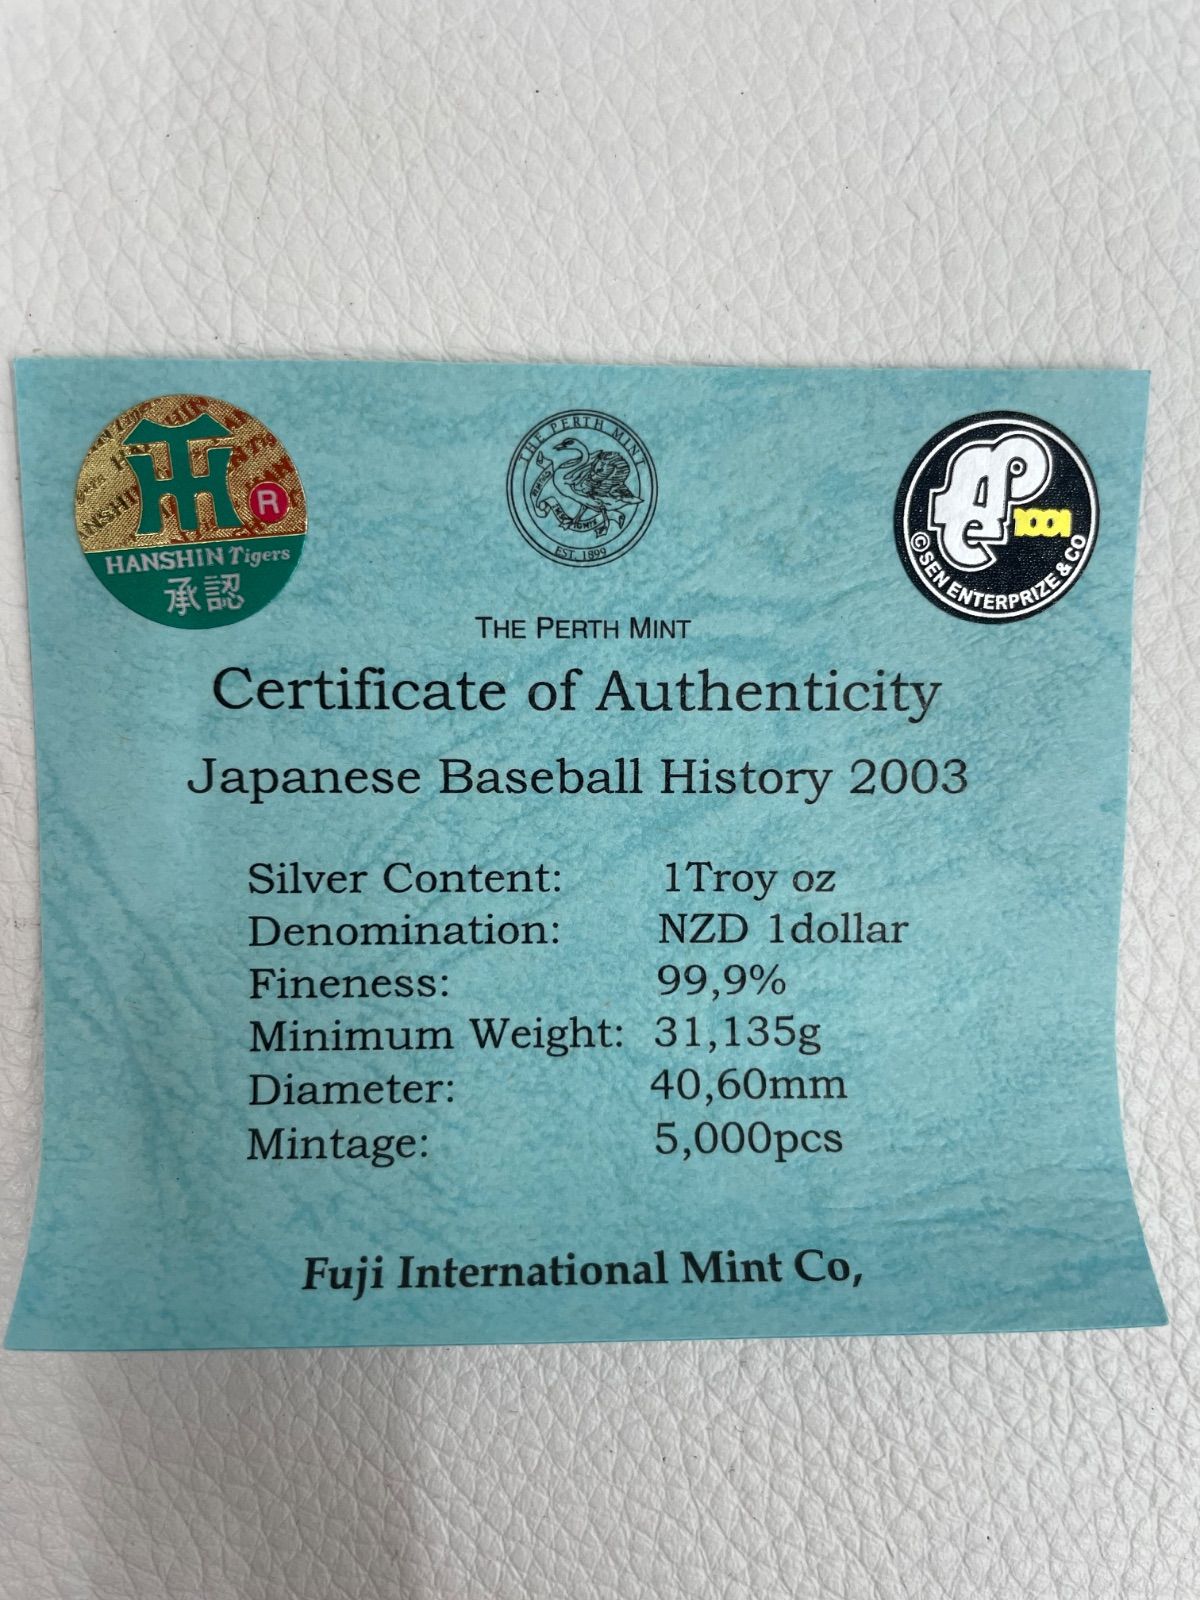 HANSHIN Tigers
承認
R
THE PERTH MINT
EST. 1899
1001
© SEN ENTERPRIZE & CO
THE PERTH MINT
Certificate of Authenticity
Japanese Baseball History 2003
Silver Content: 1Troy oz
Denomination: NZD 1dollar
Fineness: 99,9%
Minimum Weight: 31,135g
Diameter: 40,60mm
Mintage: 5,000pcs
Fuji International Mint Co,